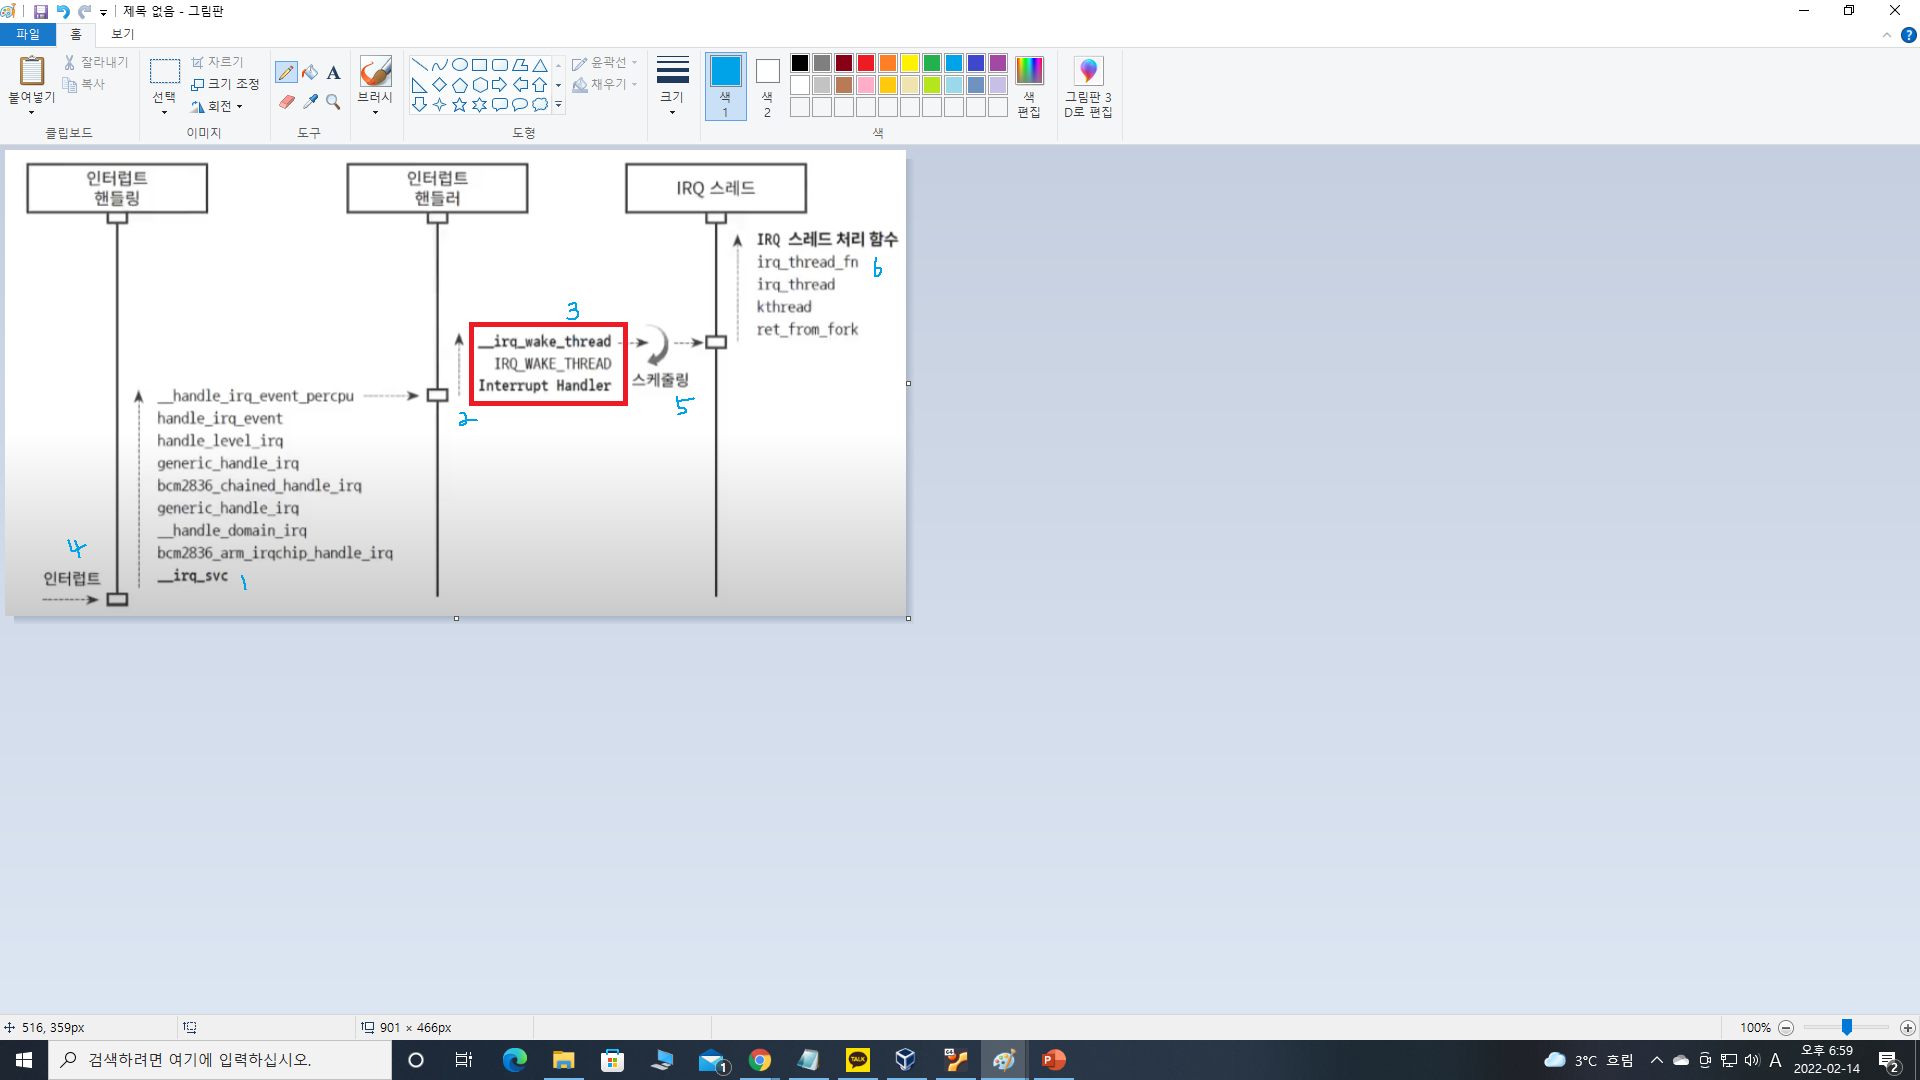 제목 없음 - 그림판
파일 홈 보기
붙여넣기
잘라내기
복사
클립보드
선택
자르기
크기 조정
회전
이미지
A
도구
브러시
윤곽선
채우기
도형
크기
색 1
색 2
색
색 편집
그림판 3D로 편집
인터럽트 핸들링
인터럽트 핸들러
IRQ 스레드
IRQ 스레드 처리 함수
irq_thread_fn 6
irq_thread
kthread
ret_from_fork
3
__irq_wake_thread
IRQ_WAKE_THREAD
Interrupt Handler
스케줄링
5
2
__handle_irq_event_percpu
handle_irq_event
handle_level_irq
generic_handle_irq
bcm2836_chained_handle_irq
generic_handle_irq
__handle_domain_irq
bcm2836_arm_irqchip_handle_irq
__irq_svc 1
4
인터럽트
516, 359px
901 × 466px
100%
검색하려면 여기에 입력하십시오.
1
TALK
64
P
3°C 흐림
A
오후 6:59
2022-02-14
2